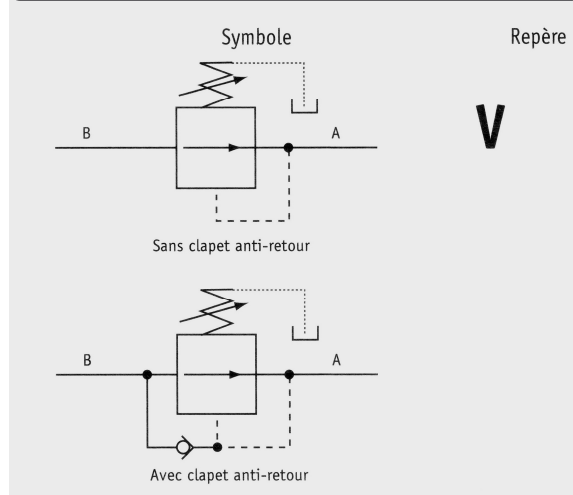 Symbole
Repère
V
B
A
Sans clapet anti-retour
B
A
Avec clapet anti-retour